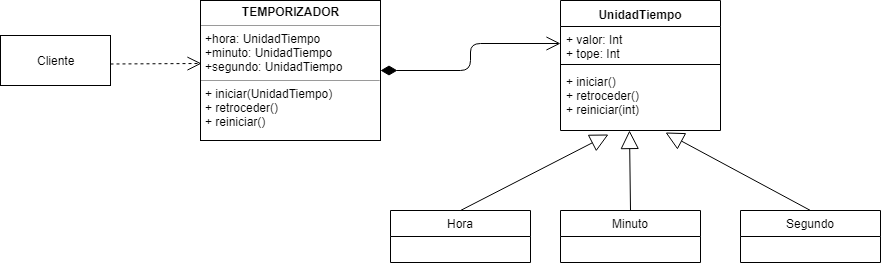 TEMPORIZADOR
+hora: UnidadTiempo
+minuto: UnidadTiempo
+segundo: UnidadTiempo
+ iniciar(UnidadTiempo)
+ retroceder()
+ reiniciar()
Cliente
UnidadTiempo
+ valor: Int
+ tope: Int
+ iniciar()
+ retroceder()
+ reiniciar(int)
Hora
Minuto
Segundo